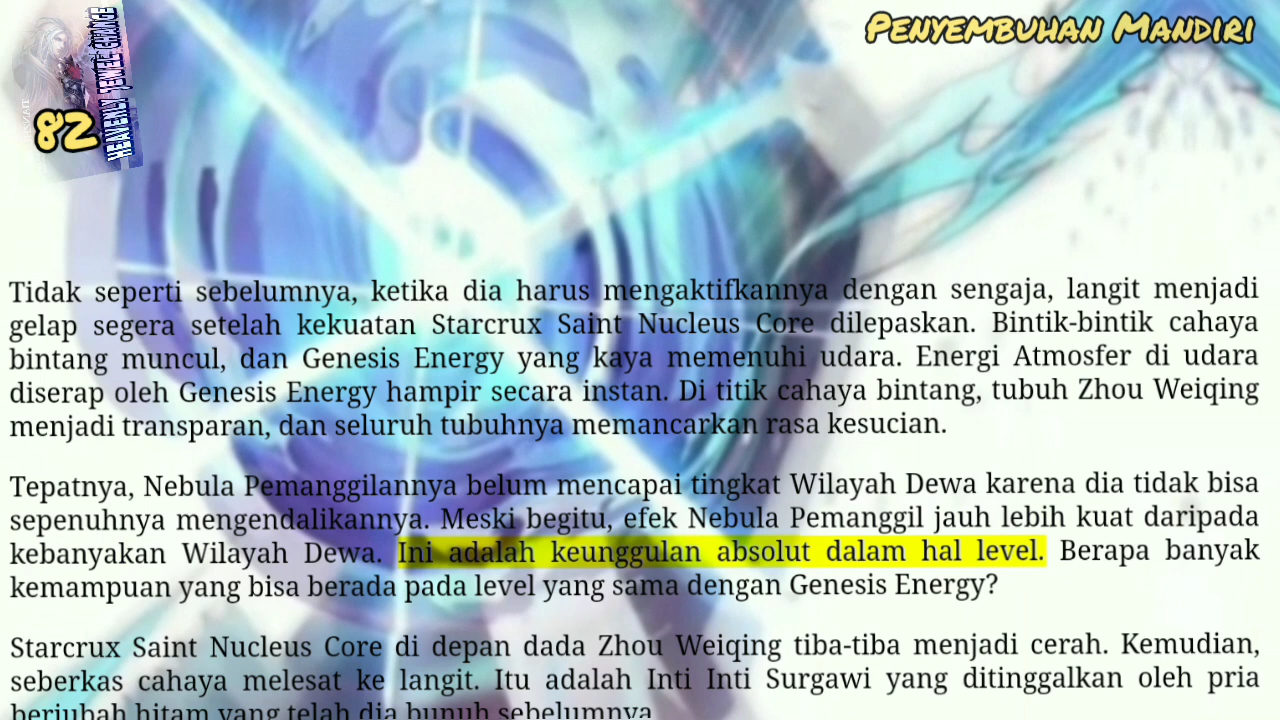 HEAVENLY JEWEL CHANGE
82
Penyembuhan Mandiri
Tidak seperti sebelumnya, ketika dia harus mengaktifkannya dengan sengaja, langit menjadi
gelap segera setelah kekuatan Starcrux Saint Nucleus Core dilepaskan. Bintik-bintik cahaya
bintang muncul, dan Genesis Energy yang kaya memenuhi udara. Energi Atmosfer di udara
diserap oleh Genesis Energy hampir secara instan. Di titik cahaya bintang, tubuh Zhou Weiqing
menjadi transparan, dan seluruh tubuhnya memancarkan rasa kesucian.
Tepatnya, Nebula Pemanggilannya belum mencapai tingkat Wilayah Dewa karena dia tidak bisa
sepenuhnya mengendalikannya. Meski begitu, efek Nebula Pemanggil jauh lebih kuat daripada
kebanyakan Wilayah Dewa. Ini adalah keunggulan absolut dalam hal level. Berapa banyak
kemampuan yang bisa berada pada level yang sama dengan Genesis Energy?
Starcrux Saint Nucleus Core di depan dada Zhou Weiqing tiba-tiba menjadi cerah. Kemudian,
seberkas cahaya melesat ke langit. Itu adalah Inti Inti Surgawi yang ditinggalkan oleh pria
berjubah hitam yang telah dia bunuh sebelumnya.